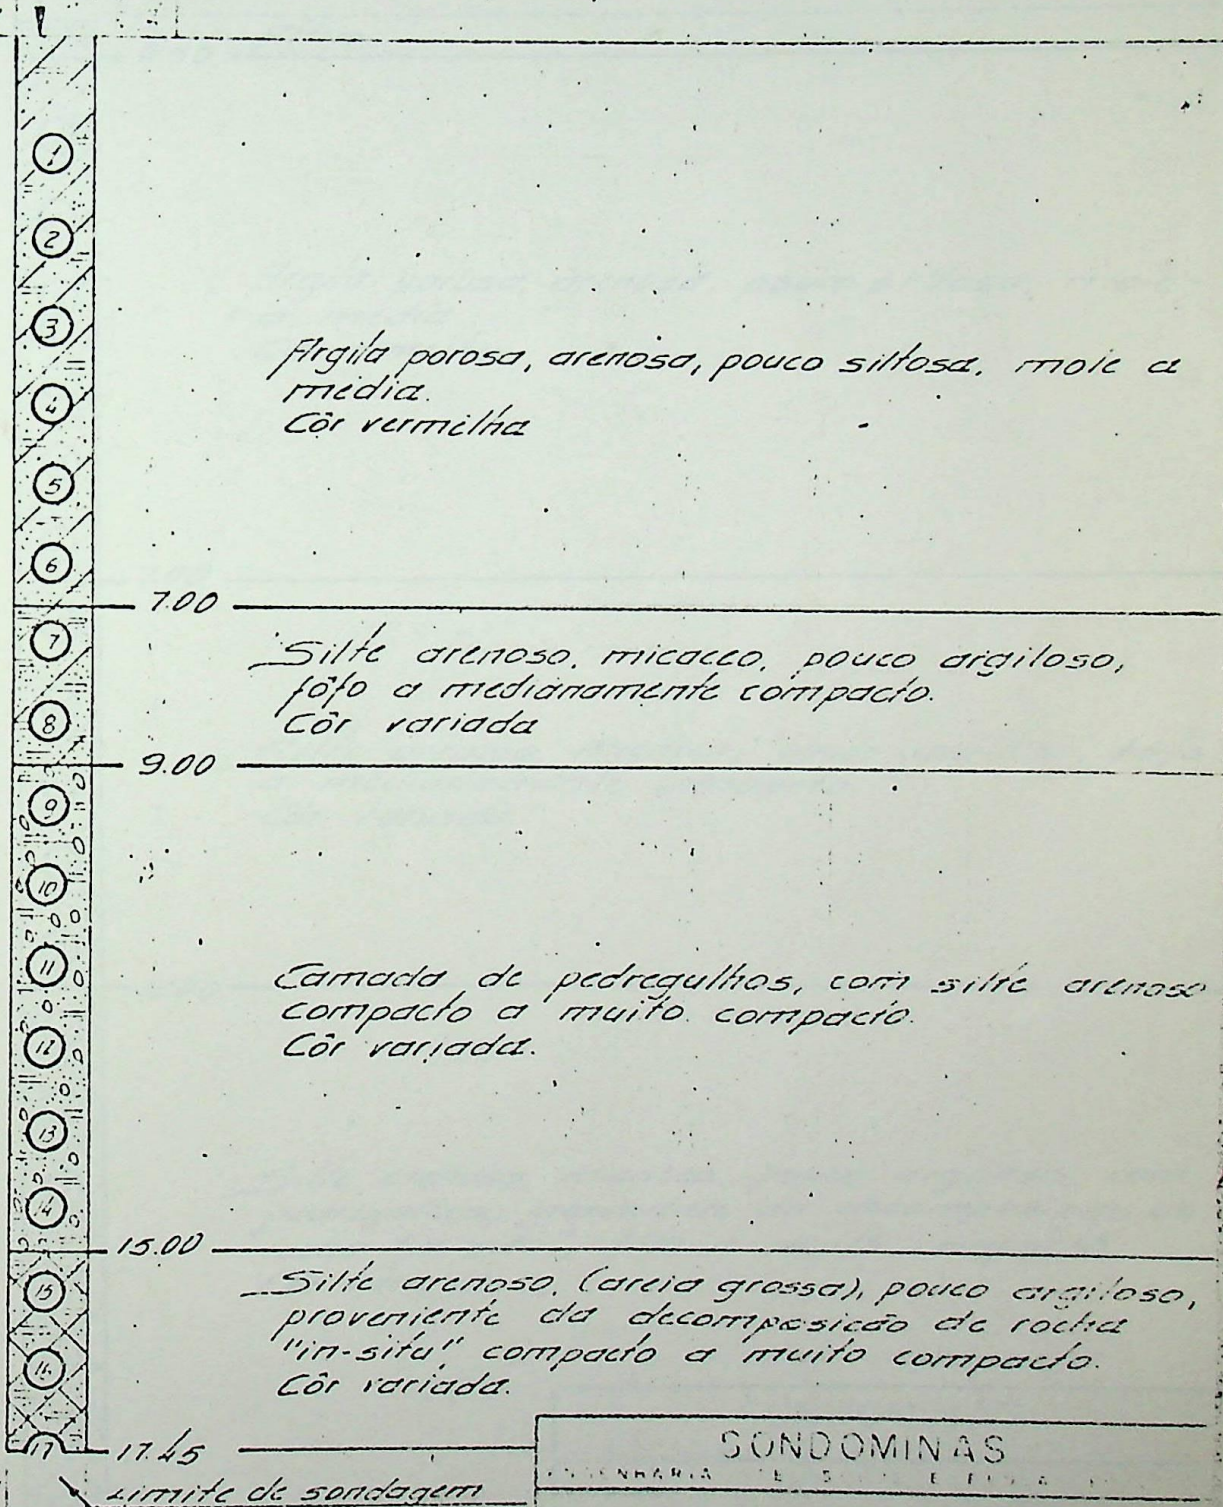 1
2
3
Argila porosa, arenosa, pouco siltosa, mole a
média.
4
Côr vermelha
5
6
7.00
7
Silte arenoso, micaceo, pouco argiloso,
fôfo a medianamente compacto.
8
Côr variada
9.00
9
10
11
Camada de pedregulhos, com silte arenoso
compacto a muito compacto.
12
Côr variada.
13
14
15.00
15
Silte arenoso, (areia grossa), pouco argiloso,
proveniente da decomposicão de rocha
"in-situ", compacto a muito compacto.
16
Côr variada.
17
17.45
SONDOMINAS
Limite de sondagem